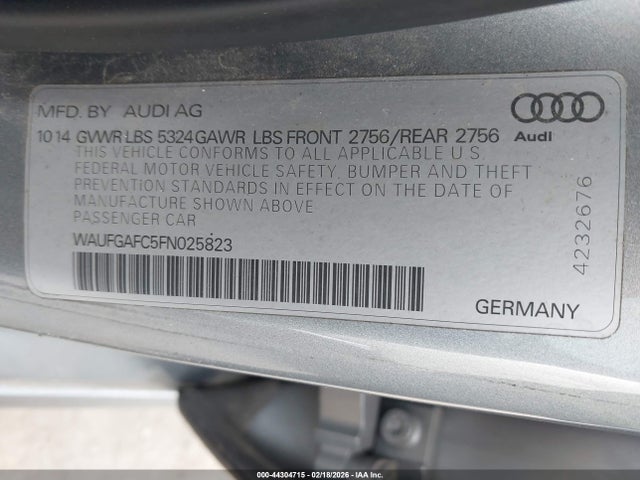 MFD. BY AUDI AG
10 14 GVWR LBS 5324 GAWR LBS FRONT 2756/REAR 2756
Audi
THIS VEHICLE CONFORMS TO ALL APPLICABLE U.S.
FEDERAL MOTOR VEHICLE SAFETY, BUMPER AND THEFT
PREVENTION STANDARDS IN EFFECT ON THE DATE OF
MANUFACTURE SHOWN ABOVE
PASSENGER CAR
WAUFGAFC5FN025823
4232676
GERMANY
000-44304715 - 02/18/2026 - IAAI.COM